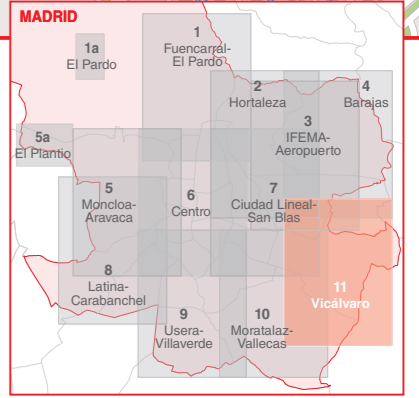 MADRID
1
Fuencarral-
El Pardo
1a
El Pardo
2
Hortaleza
4
Barajas
3
IFEMA-
Aeropuerto
5a
El Plantio
5
Moncloa-
Aravaca
6
Centro
7
Ciudad Lineal-
San Blas
8
Latina-
Carabanchel
11
Vicálvaro
9
Usera-
Villaverde
10
Moratalaz-
Vallecas